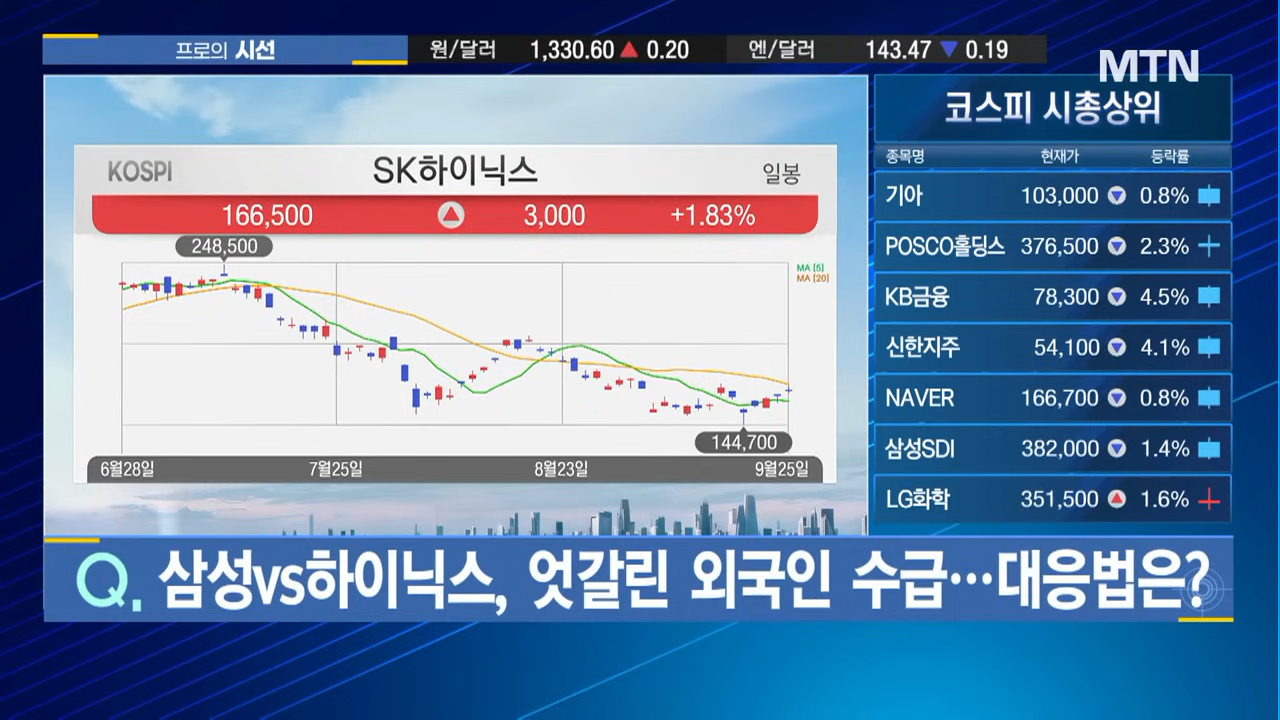 프로의 시선
원/달러 1,330.60 ▲ 0.20 엔/달러 143.47 ▼ 0.19
MTN
KOSPI SK하이닉스 일봉
166,500 ▲ 3,000 +1.83%
248,500
MA [5]
MA [20]
144,700
6월28일 7월25일 8월23일 9월25일
코스피 시총상위
종목명 현재가 등락률
기아 103,000 ▼ 0.8%
POSCO홀딩스 376,500 ▼ 2.3%
KB금융 78,300 ▼ 4.5%
신한지주 54,100 ▼ 4.1%
NAVER 166,700 ▼ 0.8%
삼성SDI 382,000 ▼ 1.4%
LG화학 351,500 ▲ 1.6%
Q. 삼성vs하이닉스, 엇갈린 외국인 수급…대응법은?